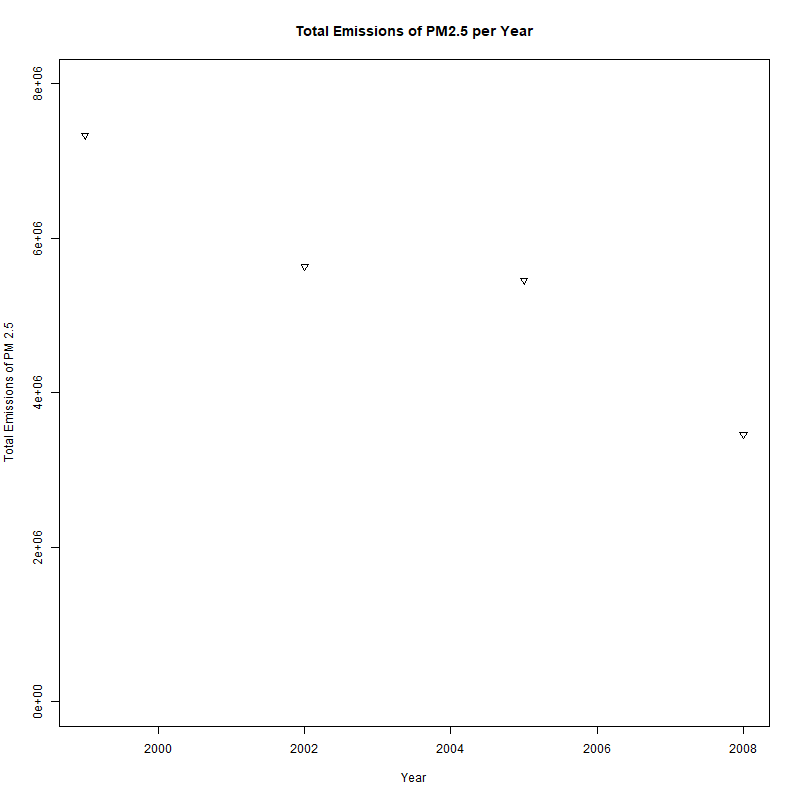 Total Emissions of PM2.5 per Year
Total Emissions of PM 2.5
8e+06
6e+06
4e+06
2e+06
0e+00
2000 2002 2004 2006 2008
Year